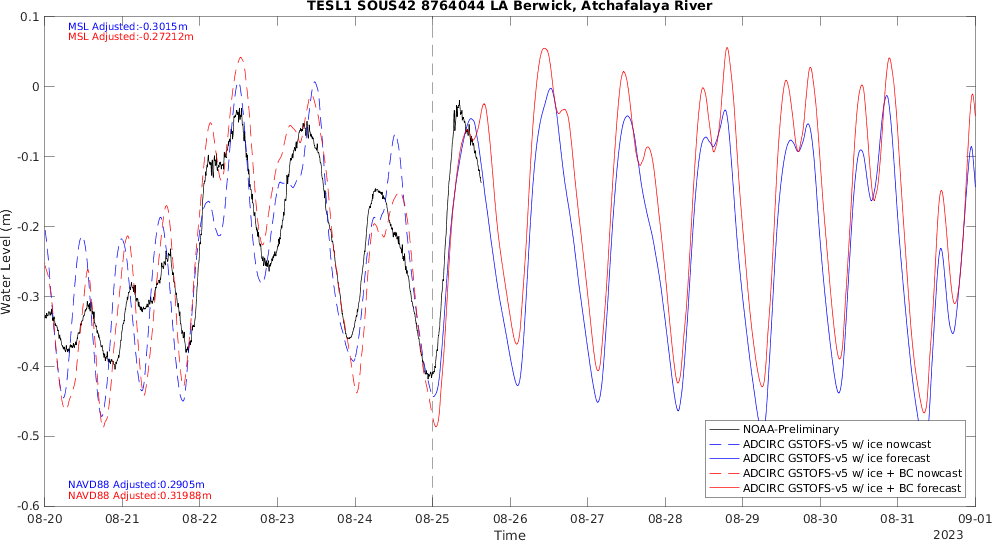 TESL1 SOUS42 8764044 LA Berwick, Atchafalaya River
MSL Adjusted:-0.3015m
MSL Adjusted:-0.27212m
0.1
0
-0.1
-0.2
-0.3
-0.4
-0.5
-0.6
Water Level (m)
NAVD88 Adjusted:0.2905m
NAVD88 Adjusted:0.31988m
NOAA-Preliminary
ADCIRC GSTOFS-v5 w/ ice nowcast
ADCIRC GSTOFS-v5 w/ ice forecast
ADCIRC GSTOFS-v5 w/ ice + BC nowcast
ADCIRC GSTOFS-v5 w/ ice + BC forecast
08-20 08-21 08-22 08-23 08-24 08-25 08-26 08-27 08-28 08-29 08-30 08-31 09-01
Time
2023